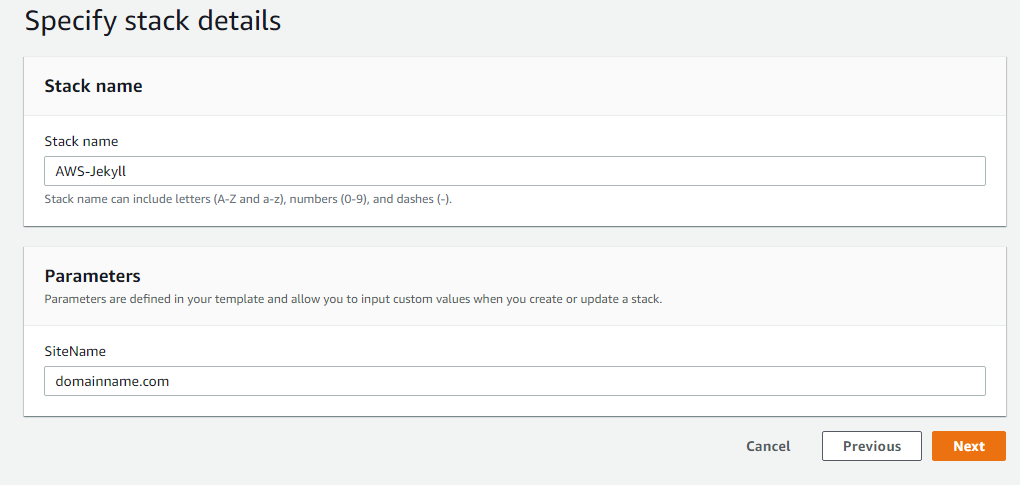 Specify stack details
Stack name
Stack name
AWS-Jekyll
Stack name can include letters (A-Z and a-z), numbers (0-9), and dashes (-).
Parameters
Parameters are defined in your template and allow you to input custom values when you create or update a stack.
SiteName
domainname.com
Cancel Previous Next